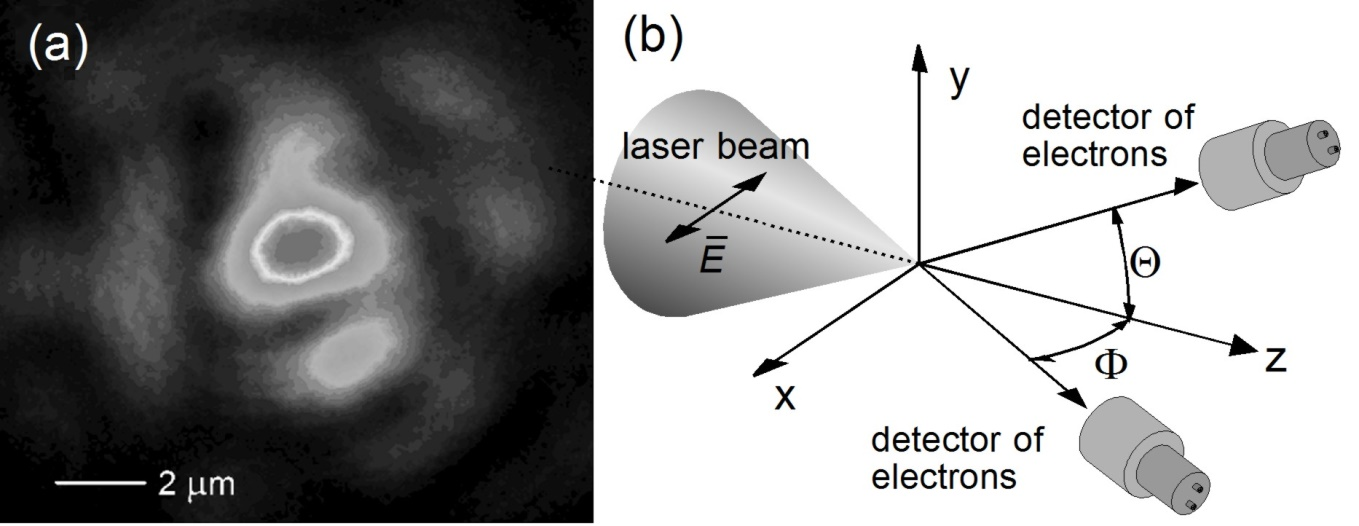 (a)
2 μm
(b)
y
laser beam
E̅
detector of
electrons
Θ
Φ
z
x
detector of
electrons